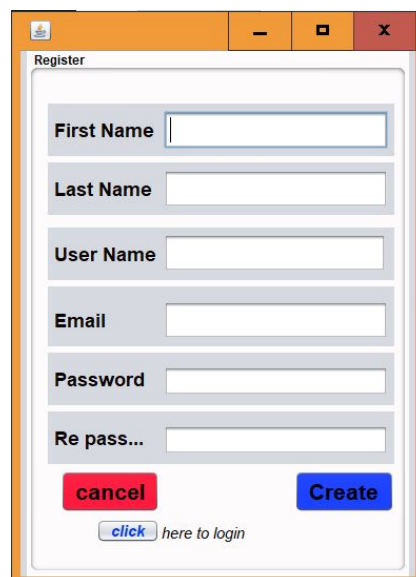 Register
First Name
Last Name
User Name
Email
Password
Re pass...
cancel Create
click here to login